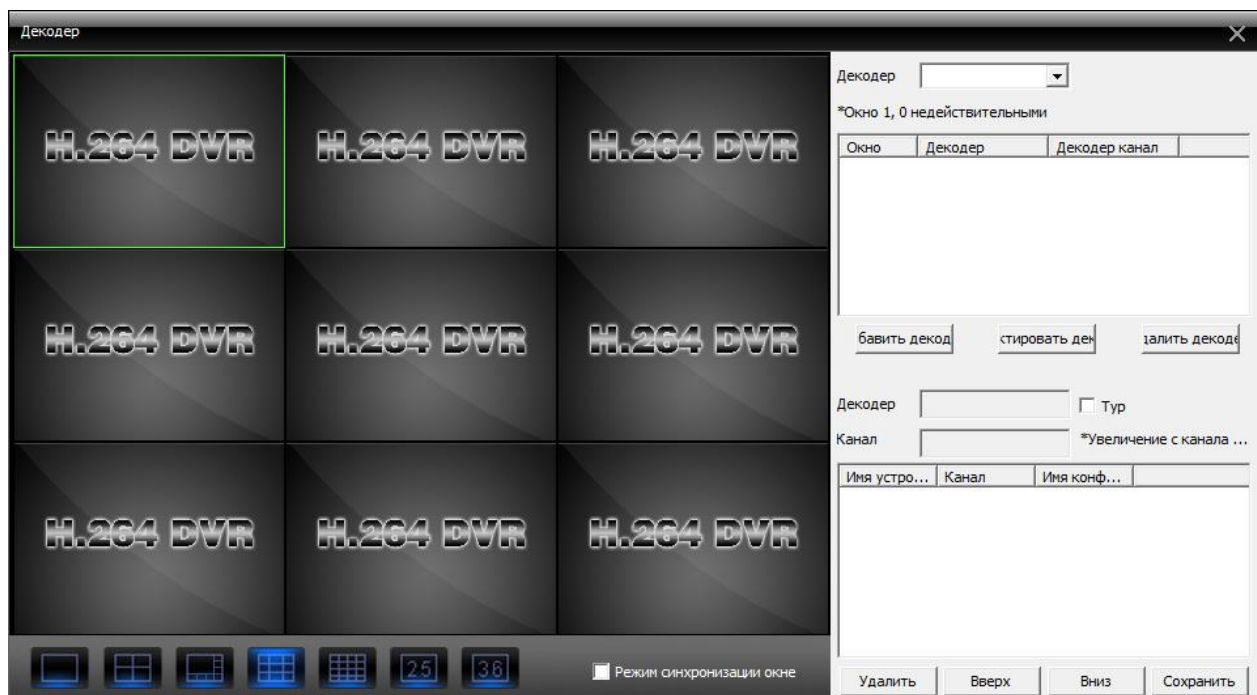 Декодер
H.264 DVR H.264 DVR H.264 DVR
H.264 DVR H.264 DVR H.264 DVR
H.264 DVR H.264 DVR H.264 DVR
25 36 Режим синхронизации окне
Декодер
*Окно 1, 0 недействительными
Окно Декодер Декодер канал
бавить декод стировать дек далить декоде
Декодер Тур
Канал *Увеличение с канала ...
Имя устро... Канал Имя конф...
Удалить Вверх Вниз Сохранить